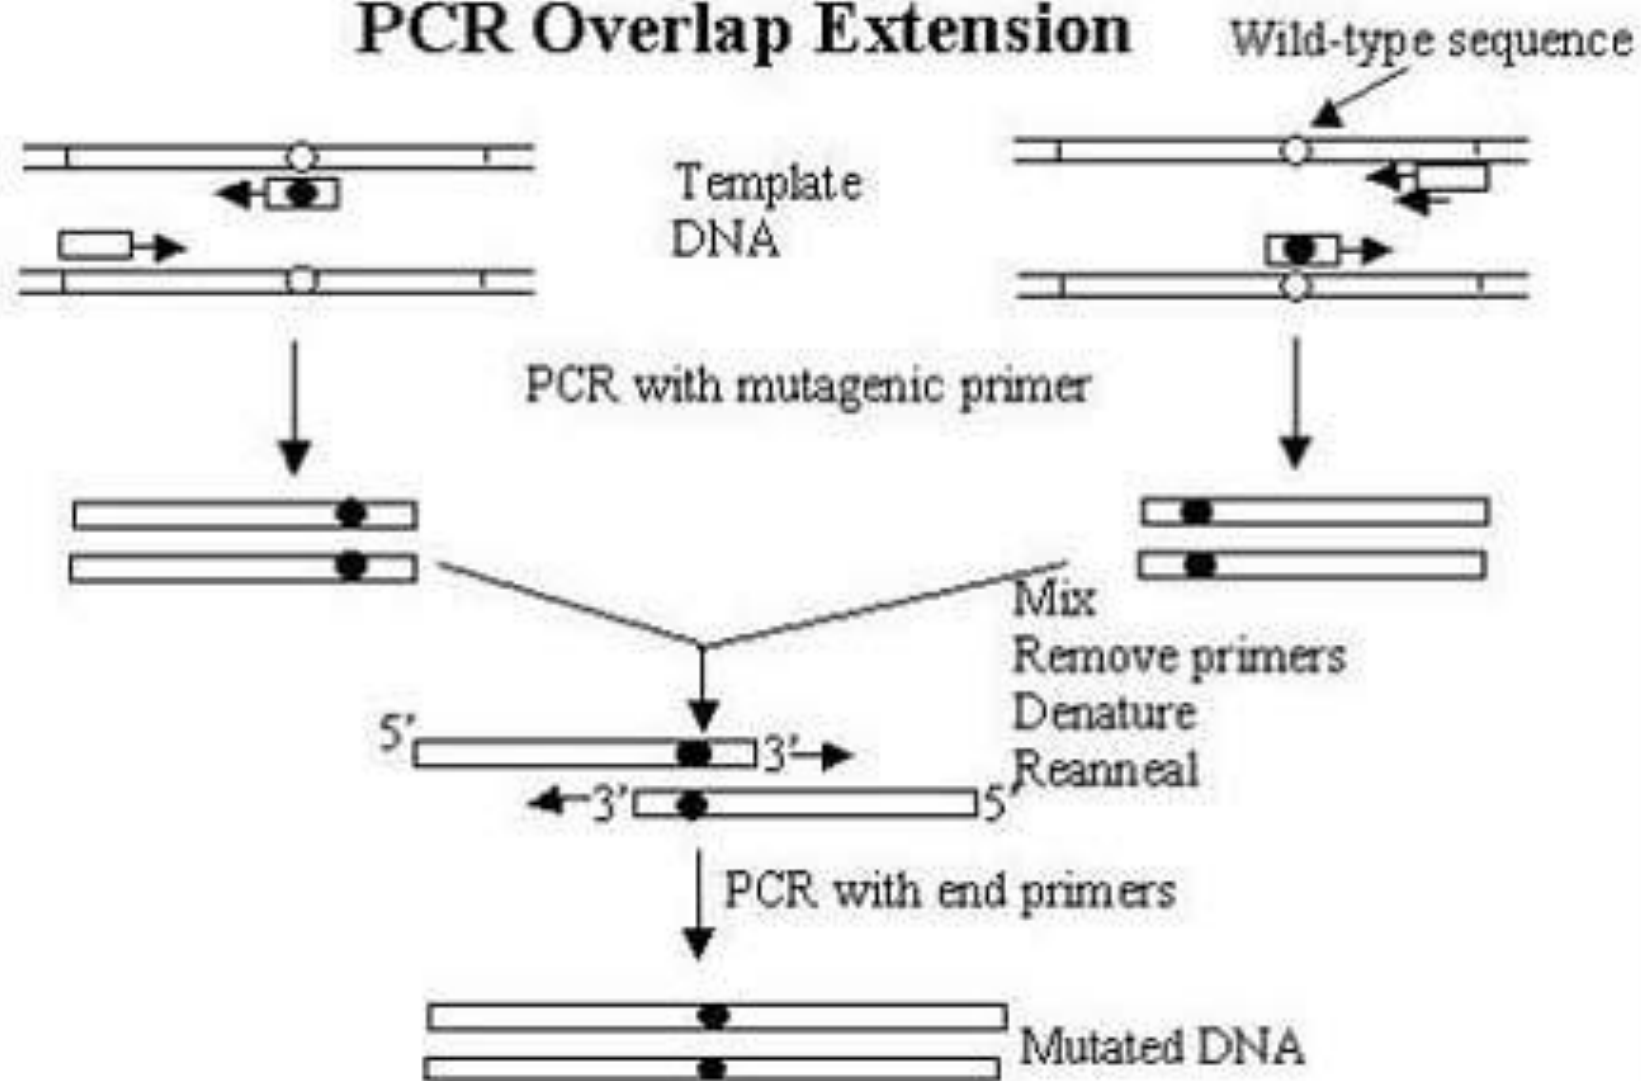 PCR Overlap Extension
Wild-type sequence
Template
DNA
PCR with mutagenic primer
Mix
Remove primers
Denature
Reanneal
5’
3’
3’
5’
PCR with end primers
Mutated DNA